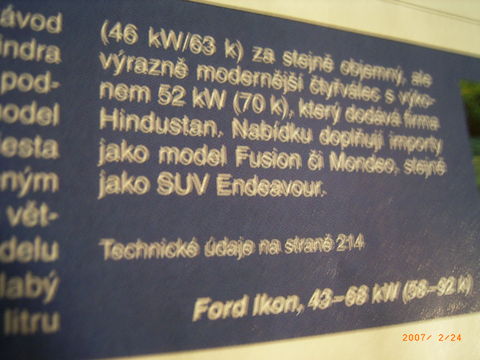 ávod
indra
pod-
nodel
iesta
ným
vět-
delu
labý
litru
(46 kW/63 k) za stejně objemný, ale
výrazně modernější čtyřválec s výko-
nem 52 kW (70 k), který dodává firma
Hindustan. Nabídku doplňují importy
jako model Fusion či Mondeo, stejně
jako SUV Endeavour.
Technické údaje na straně 214
Ford Ikon, 43–68 kW (58–92 k)
2007/ 2/24